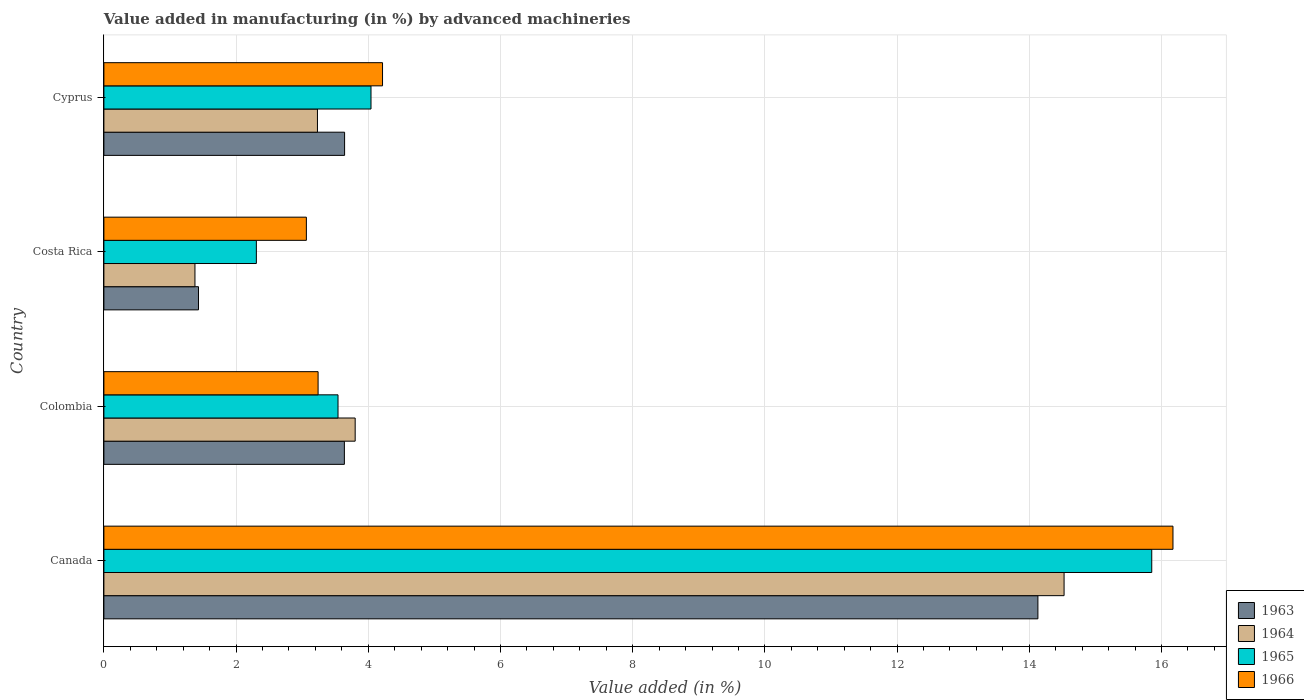 Value added in manufacturing (in %) by advanced machineries
Cyprus
Costa Rica
Colombia
Canada
Country
0
2
4
6
8
10
12
14
16
Value added (in %)
1963
1964
1965
1966